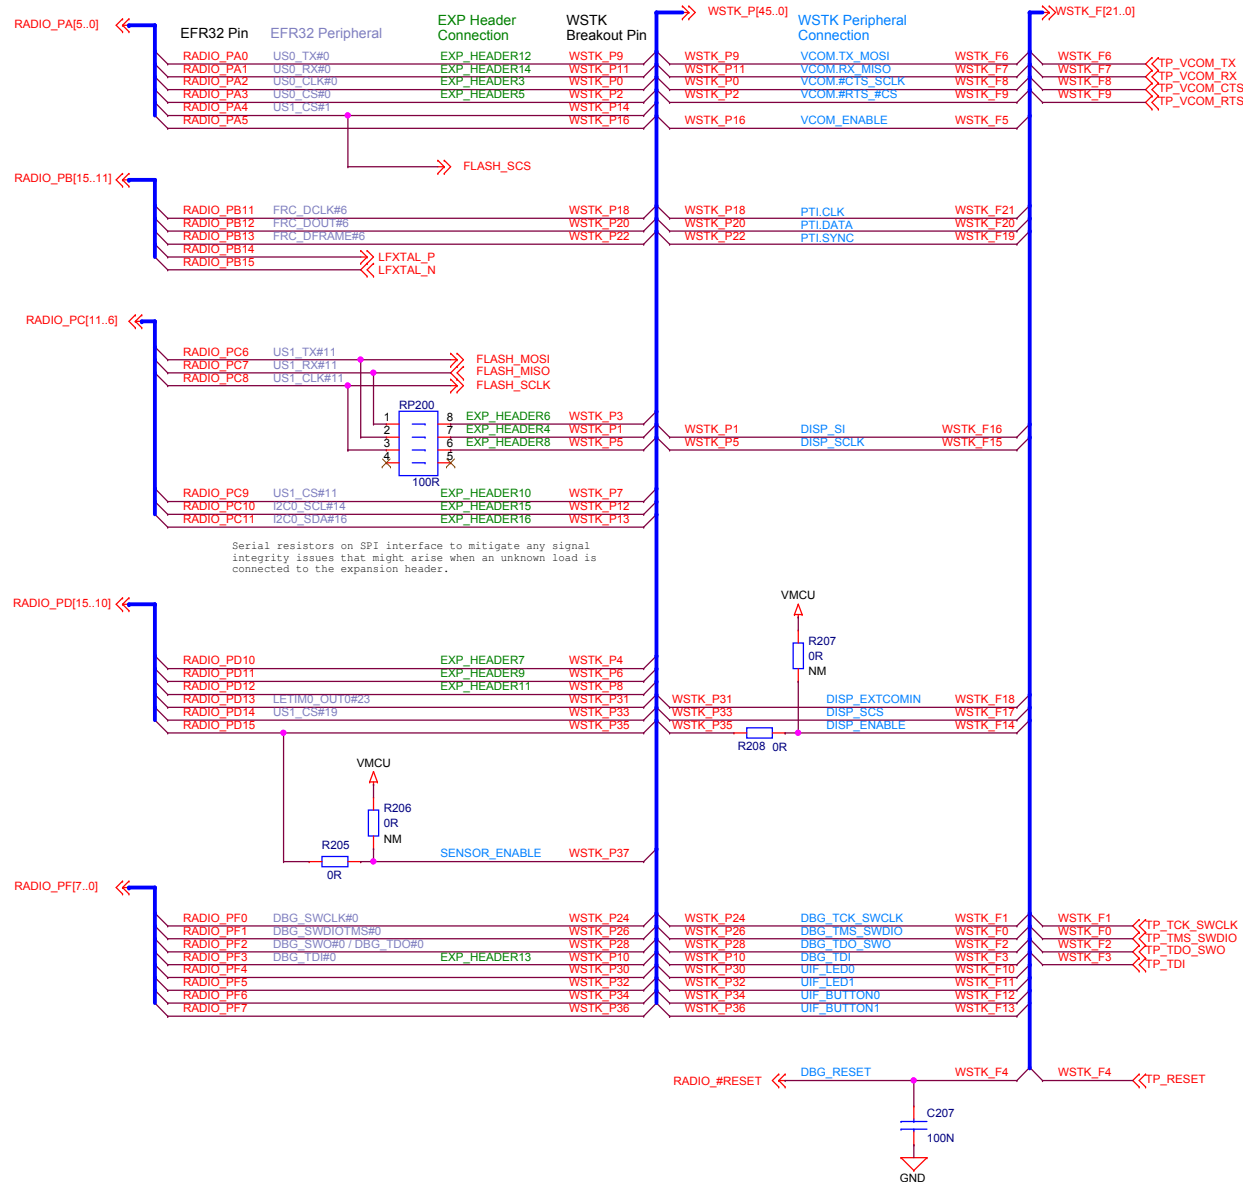 RADIO_PA[5..0]
EFR32 Pin EFR32 Peripheral EXP Header Connection WSTK Breakout Pin WSTK_P[45..0] WSTK Peripheral Connection WSTK_F[21..0]
RADIO_PA0 US0_TX#0 EXP_HEADER12 WSTK_P9 WSTK_P9 VCOM.TX_MOSI WSTK_F6 WSTK_F6 TP_VCOM_TX
RADIO_PA1 US0_RX#0 EXP_HEADER14 WSTK_P11 WSTK_P11 VCOM.RX_MISO WSTK_F7 WSTK_F7 TP_VCOM_RX
RADIO_PA2 US0_CLK#0 EXP_HEADER3 WSTK_P0 WSTK_P0 VCOM.#CTS_SCLK WSTK_F8 WSTK_F8 TP_VCOM_CTS
RADIO_PA3 US0_CS#0 EXP_HEADER5 WSTK_P2 WSTK_P2 VCOM.#RTS_#CS WSTK_F9 WSTK_F9 TP_VCOM_RTS
RADIO_PA4 US1_CS#1 WSTK_P14
RADIO_PA5 WSTK_P16 WSTK_P16 VCOM_ENABLE WSTK_F5
FLASH_SCS
RADIO_PB[15..11]
RADIO_PB11 FRC_DCLK#6 WSTK_P18 WSTK_P18 PTI.CLK WSTK_F21
RADIO_PB12 FRC_DOUT#6 WSTK_P20 WSTK_P20 PTI.DATA WSTK_F20
RADIO_PB13 FRC_DFRAME#6 WSTK_P22 WSTK_P22 PTI.SYNC WSTK_F19
RADIO_PB14 LFXTAL_P
RADIO_PB15 LFXTAL_N
RADIO_PC[11..6]
RADIO_PC6 US1_TX#11 FLASH_MOSI
RADIO_PC7 US1_RX#11 FLASH_MISO
RADIO_PC8 US1_CLK#11 FLASH_SCLK
RP200
1 8 EXP_HEADER6 WSTK_P3
2 7 EXP_HEADER4 WSTK_P1 WSTK_P1 DISP_SI WSTK_F16
3 6 EXP_HEADER8 WSTK_P5 WSTK_P5 DISP_SCLK WSTK_F15
4 5
100R
RADIO_PC9 US1_CS#11 EXP_HEADER10 WSTK_P7
RADIO_PC10 I2C0_SCL#14 EXP_HEADER15 WSTK_P12
RADIO_PC11 I2C0_SDA#16 EXP_HEADER16 WSTK_P13
Serial resistors on SPI interface to mitigate any signal
integrity issues that might arise when an unknown load is
connected to the expansion header.
RADIO_PD[15..10]
VMCU
R207
0R
NM
RADIO_PD10 EXP_HEADER7 WSTK_P4
RADIO_PD11 EXP_HEADER9 WSTK_P6
RADIO_PD12 EXP_HEADER11 WSTK_P8
RADIO_PD13 LETIM0_OUT0#23 WSTK_P31 WSTK_P31 DISP_EXTCOMIN WSTK_F18
RADIO_PD14 US1_CS#19 WSTK_P33 WSTK_P33 DISP_SCS WSTK_F17
RADIO_PD15 WSTK_P35 WSTK_P35 DISP_ENABLE WSTK_F14
R208 0R
VMCU
R206
0R
NM
R205
0R
SENSOR_ENABLE WSTK_P37
RADIO_PF[7..0]
RADIO_PF0 DBG_SWCLK#0 WSTK_P24 WSTK_P24 DBG_TCK_SWCLK WSTK_F1 WSTK_F1 TP_TCK_SWCLK
RADIO_PF1 DBG_SWDIOTMS#0 WSTK_P26 WSTK_P26 DBG_TMS_SWDIO WSTK_F0 WSTK_F0 TP_TMS_SWDIO
RADIO_PF2 DBG_SWO#0 / DBG_TDO#0 WSTK_P28 WSTK_P28 DBG_TDO_SWO WSTK_F2 WSTK_F2 TP_TDO_SWO
RADIO_PF3 DBG_TDI#0 EXP_HEADER13 WSTK_P10 WSTK_P10 DBG_TDI WSTK_F3 WSTK_F3 TP_TDI
RADIO_PF4 WSTK_P30 WSTK_P30 UIF_LED0 WSTK_F10
RADIO_PF5 WSTK_P32 WSTK_P32 UIF_LED1 WSTK_F11
RADIO_PF6 WSTK_P34 WSTK_P34 UIF_BUTTON0 WSTK_F12
RADIO_PF7 WSTK_P36 WSTK_P36 UIF_BUTTON1 WSTK_F13
RADIO_#RESET DBG_RESET WSTK_F4 WSTK_F4 TP_RESET
C207
100N
GND